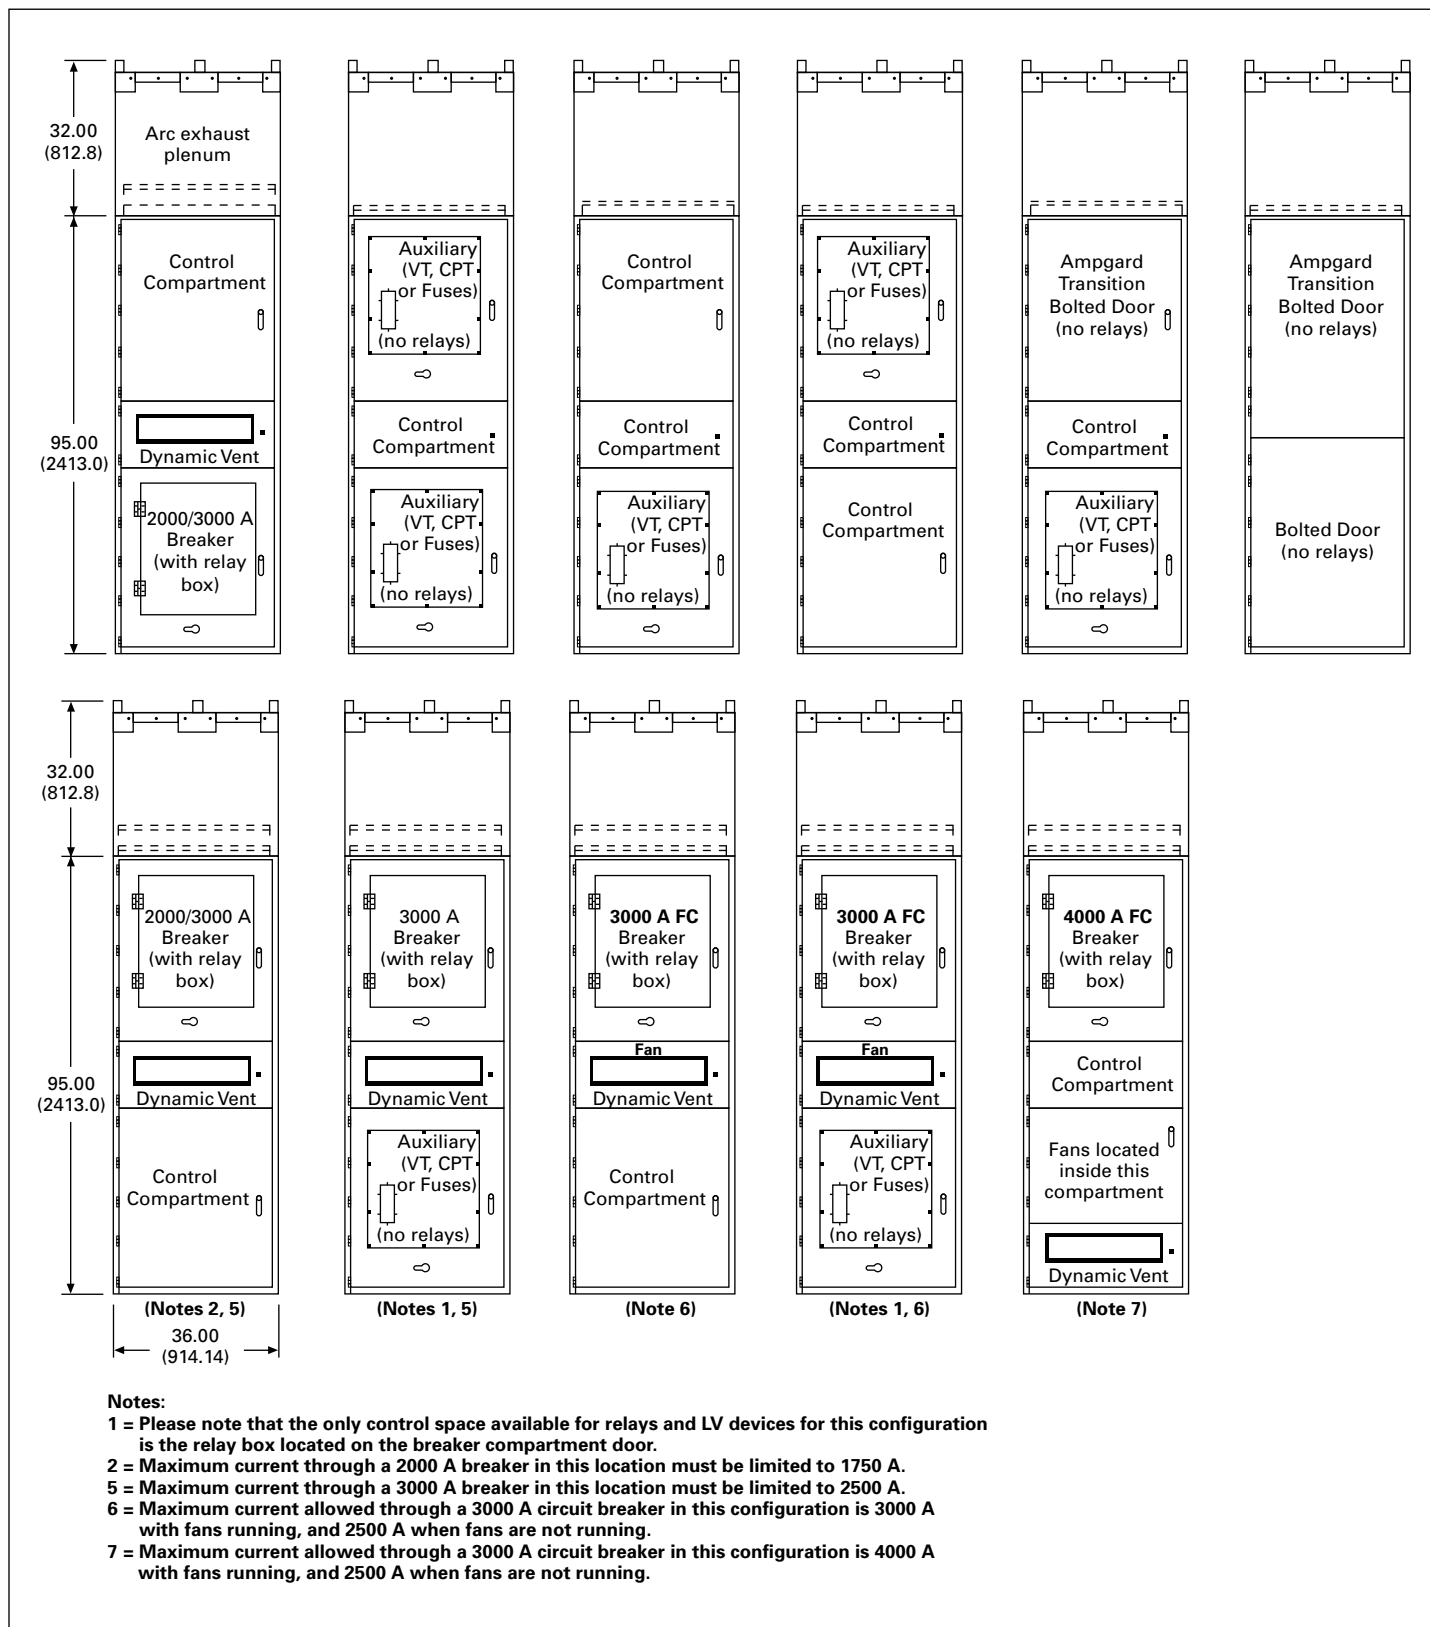 32.00
(812.8)
Arc exhaust
plenum
95.00
(2413.0)
Control
Compartment
Dynamic Vent
2000/3000 A
Breaker
(with relay
box)
Auxiliary
(VT, CPT
or Fuses)
(no relays)
Control
Compartment
Auxiliary
(VT, CPT
or Fuses)
(no relays)
Control
Compartment
Control
Compartment
Auxiliary
(VT, CPT
or Fuses)
(no relays)
Auxiliary
(VT, CPT
or Fuses)
(no relays)
Control
Compartment
Control
Compartment
Ampgard
Transition
Bolted Door
(no relays)
Control
Compartment
Auxiliary
(VT, CPT
or Fuses)
(no relays)
Ampgard
Transition
Bolted Door
(no relays)
Bolted Door
(no relays)
32.00
(812.8)
95.00
(2413.0)
2000/3000 A
Breaker
(with relay
box)
Dynamic Vent
Control
Compartment
(Notes 2, 5)
36.00
(914.14)
3000 A
Breaker
(with relay
box)
Dynamic Vent
Auxiliary
(VT, CPT
or Fuses)
(no relays)
(Notes 1, 5)
3000 A FC
Breaker
(with relay
box)
Fan
Dynamic Vent
Control
Compartment
(Note 6)
3000 A FC
Breaker
(with relay
box)
Fan
Dynamic Vent
Auxiliary
(VT, CPT
or Fuses)
(no relays)
(Notes 1, 6)
4000 A FC
Breaker
(with relay
box)
Control
Compartment
Fans located
inside this
compartment
Dynamic Vent
(Note 7)
Notes:
1 = Please note that the only control space available for relays and LV devices for this configuration
is the relay box located on the breaker compartment door.
2 = Maximum current through a 2000 A breaker in this location must be limited to 1750 A.
5 = Maximum current through a 3000 A breaker in this location must be limited to 2500 A.
6 = Maximum current allowed through a 3000 A circuit breaker in this configuration is 3000 A
with fans running, and 2500 A when fans are not running.
7 = Maximum current allowed through a 3000 A circuit breaker in this configuration is 4000 A
with fans running, and 2500 A when fans are not running.